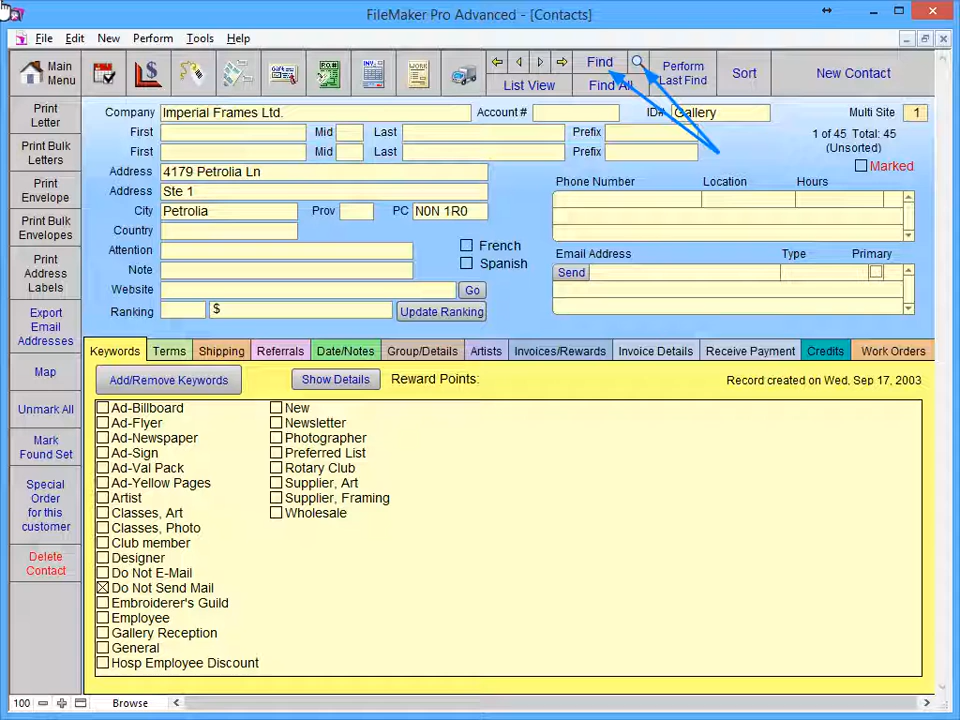 FileMaker Pro Advanced - [Contacts]
File Edit New Perform Tools Help
Main Menu
Find
List View
Find All
Perform Last Find
Sort
New Contact
Print Letter
Print Bulk Letters
Print Envelope
Print Bulk Envelopes
Print Address Labels
Export Email Addresses
Map
Unmark All
Mark Found Set
Special Order for this customer
Delete Contact
Company Imperial Frames Ltd. Account # ID# Gallery Multi Site 1
First Mid Last Prefix
First Mid Last Prefix
1 of 45 Total: 45
(Unsorted)
Marked
Address 4179 Petrolia Ln
Address Ste 1
City Petrolia Prov PC N0N 1R0
Country
Attention
Note
Website Go
Ranking $ Update Ranking
French
Spanish
Phone Number Location Hours
Email Address Type Primary
Send
Keywords Terms Shipping Referrals Date/Notes Group/Details Artists Invoices/Rewards Invoice Details Receive Payment Credits Work Orders
Add/Remove Keywords Show Details Reward Points: Record created on Wed, Sep 17, 2003
Ad-Billboard
Ad-Flyer
Ad-Newspaper
Ad-Sign
Ad-Val Pack
Ad-Yellow Pages
Artist
Classes, Art
Classes, Photo
Club member
Designer
Do Not E-Mail
Do Not Send Mail
Embroiderer's Guild
Employee
Gallery Reception
General
Hosp Employee Discount
New
Newsletter
Photographer
Preferred List
Rotary Club
Supplier, Art
Supplier, Framing
Wholesale
100 Browse